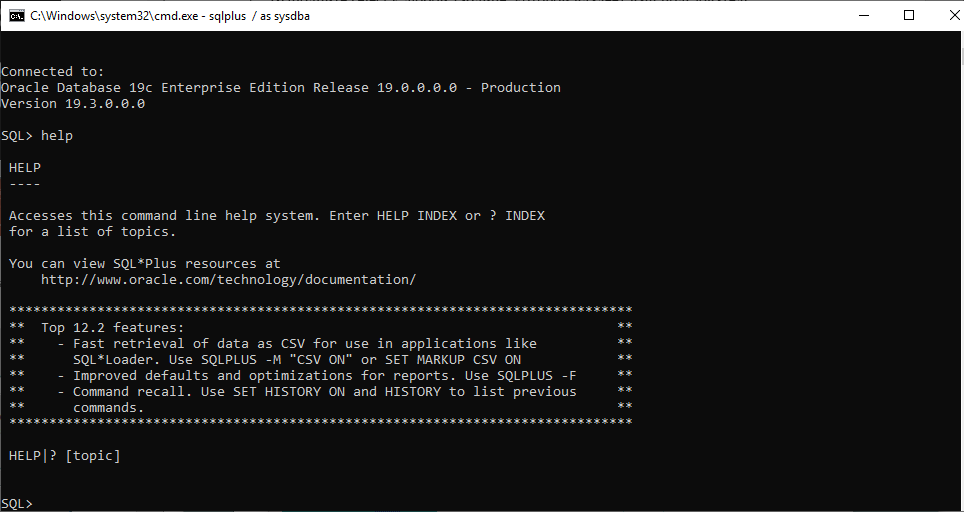 C:\Windows\system32\cmd.exe - sqlplus  / as sysdba
Connected to:
Oracle Database 19c Enterprise Edition Release 19.0.0.0.0 - Production
Version 19.3.0.0.0
SQL> help
HELP
----
Accesses this command line help system. Enter HELP INDEX or ? INDEX
for a list of topics.
You can view SQL*Plus resources at
http://www.oracle.com/technology/documentation/
******************************************************************************
**  Top 12.2 features:                                                      **
**    - Fast retrieval of data as CSV for use in applications like          **
**      SQL*Loader. Use SQLPLUS -M "CSV ON" or SET MARKUP CSV ON            **
**    - Improved defaults and optimizations for reports. Use SQLPLUS -F     **
**    - Command recall. Use SET HISTORY ON and HISTORY to list previous     **
**      commands.                                                           **
******************************************************************************
HELP|? [topic]
SQL>